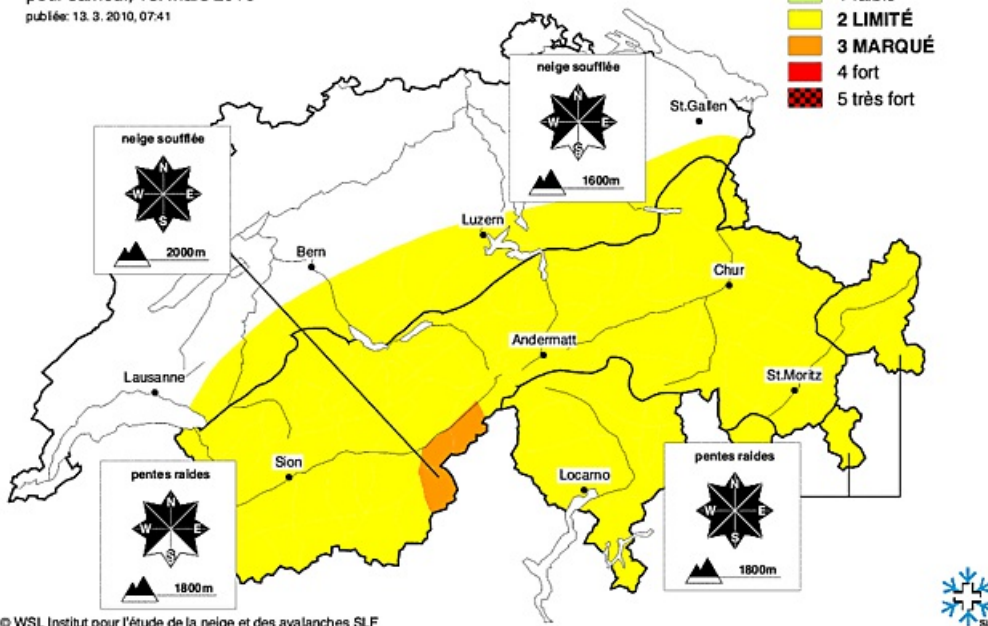 publiée: 13. 3. 2010, 07:41
2 LIMITÉ
3 MARQUÉ
4 fort
5 très fort
neige soufflée
N
W E
S
1600m
St.Gallen
neige soufflée
N
W E
S
2000m
Luzern
Bern
Chur
Andermatt
Lausanne
St.Moritz
pentes raides
N
W E
S
1800m
Sion
Locarno
pentes raides
N
W E
S
1800m
© WSL Institut pour l'étude de la neige et des avalanches SLF